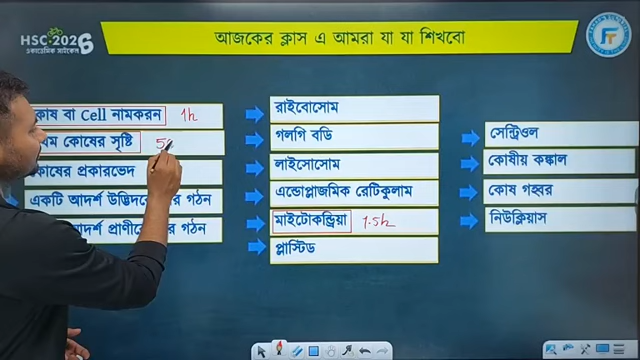 HSC 2026
একাডেমিক সাইকেল
আজকের ক্লাস এ আমরা যা যা শিখবো
কোষ বা Cell নামকরন 1h
কোষের সৃষ্টি
কোষের প্রকারভেদ
একটি আদর্শ উদ্ভিদকোষের গঠন
আদর্শ প্রাণীকোষের গঠন
রাইবোসোম
গলগি বডি
লাইসোসোম
এন্ডোপ্লাজমিক রেটিকুলাম
মাইটোকন্ড্রিয়া 1.5h
প্লাস্টিড
সেন্ট্রিওল
কোষীয় কঙ্কাল
কোষ গহ্বর
নিউক্লিয়াস